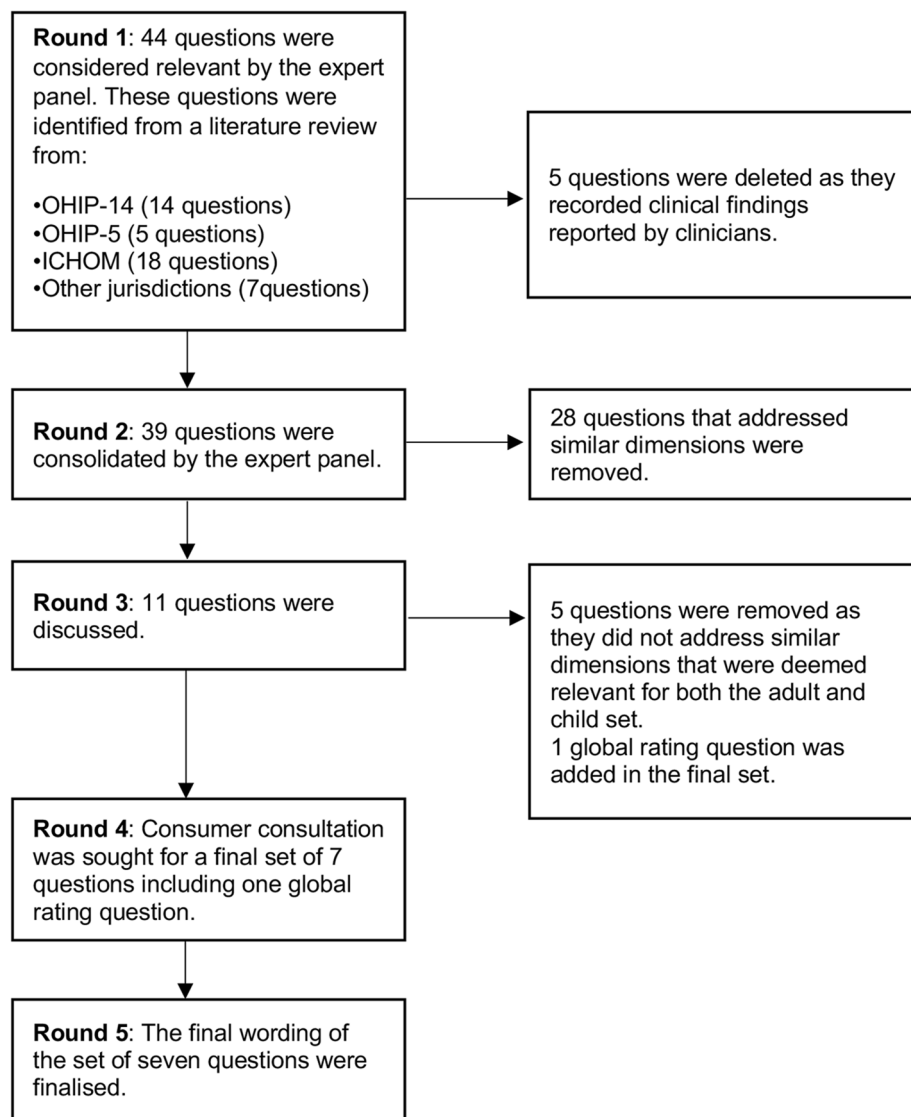 Round 1: 44 questions were
considered relevant by the expert
panel. These questions were
identified from a literature review
from:
•OHIP-14 (14 questions)
•OHIP-5 (5 questions)
•ICHOM (18 questions)
•Other jurisdictions (7questions)
5 questions were deleted as they
recorded clinical findings
reported by clinicians.
Round 2: 39 questions were
consolidated by the expert panel.
28 questions that addressed
similar dimensions were
removed.
Round 3: 11 questions were
discussed.
5 questions were removed as
they did not address similar
dimensions that were deemed
relevant for both the adult and
child set.
1 global rating question was
added in the final set.
Round 4: Consumer consultation
was sought for a final set of 7
questions including one global
rating question.
Round 5: The final wording of
the set of seven questions were
finalised.